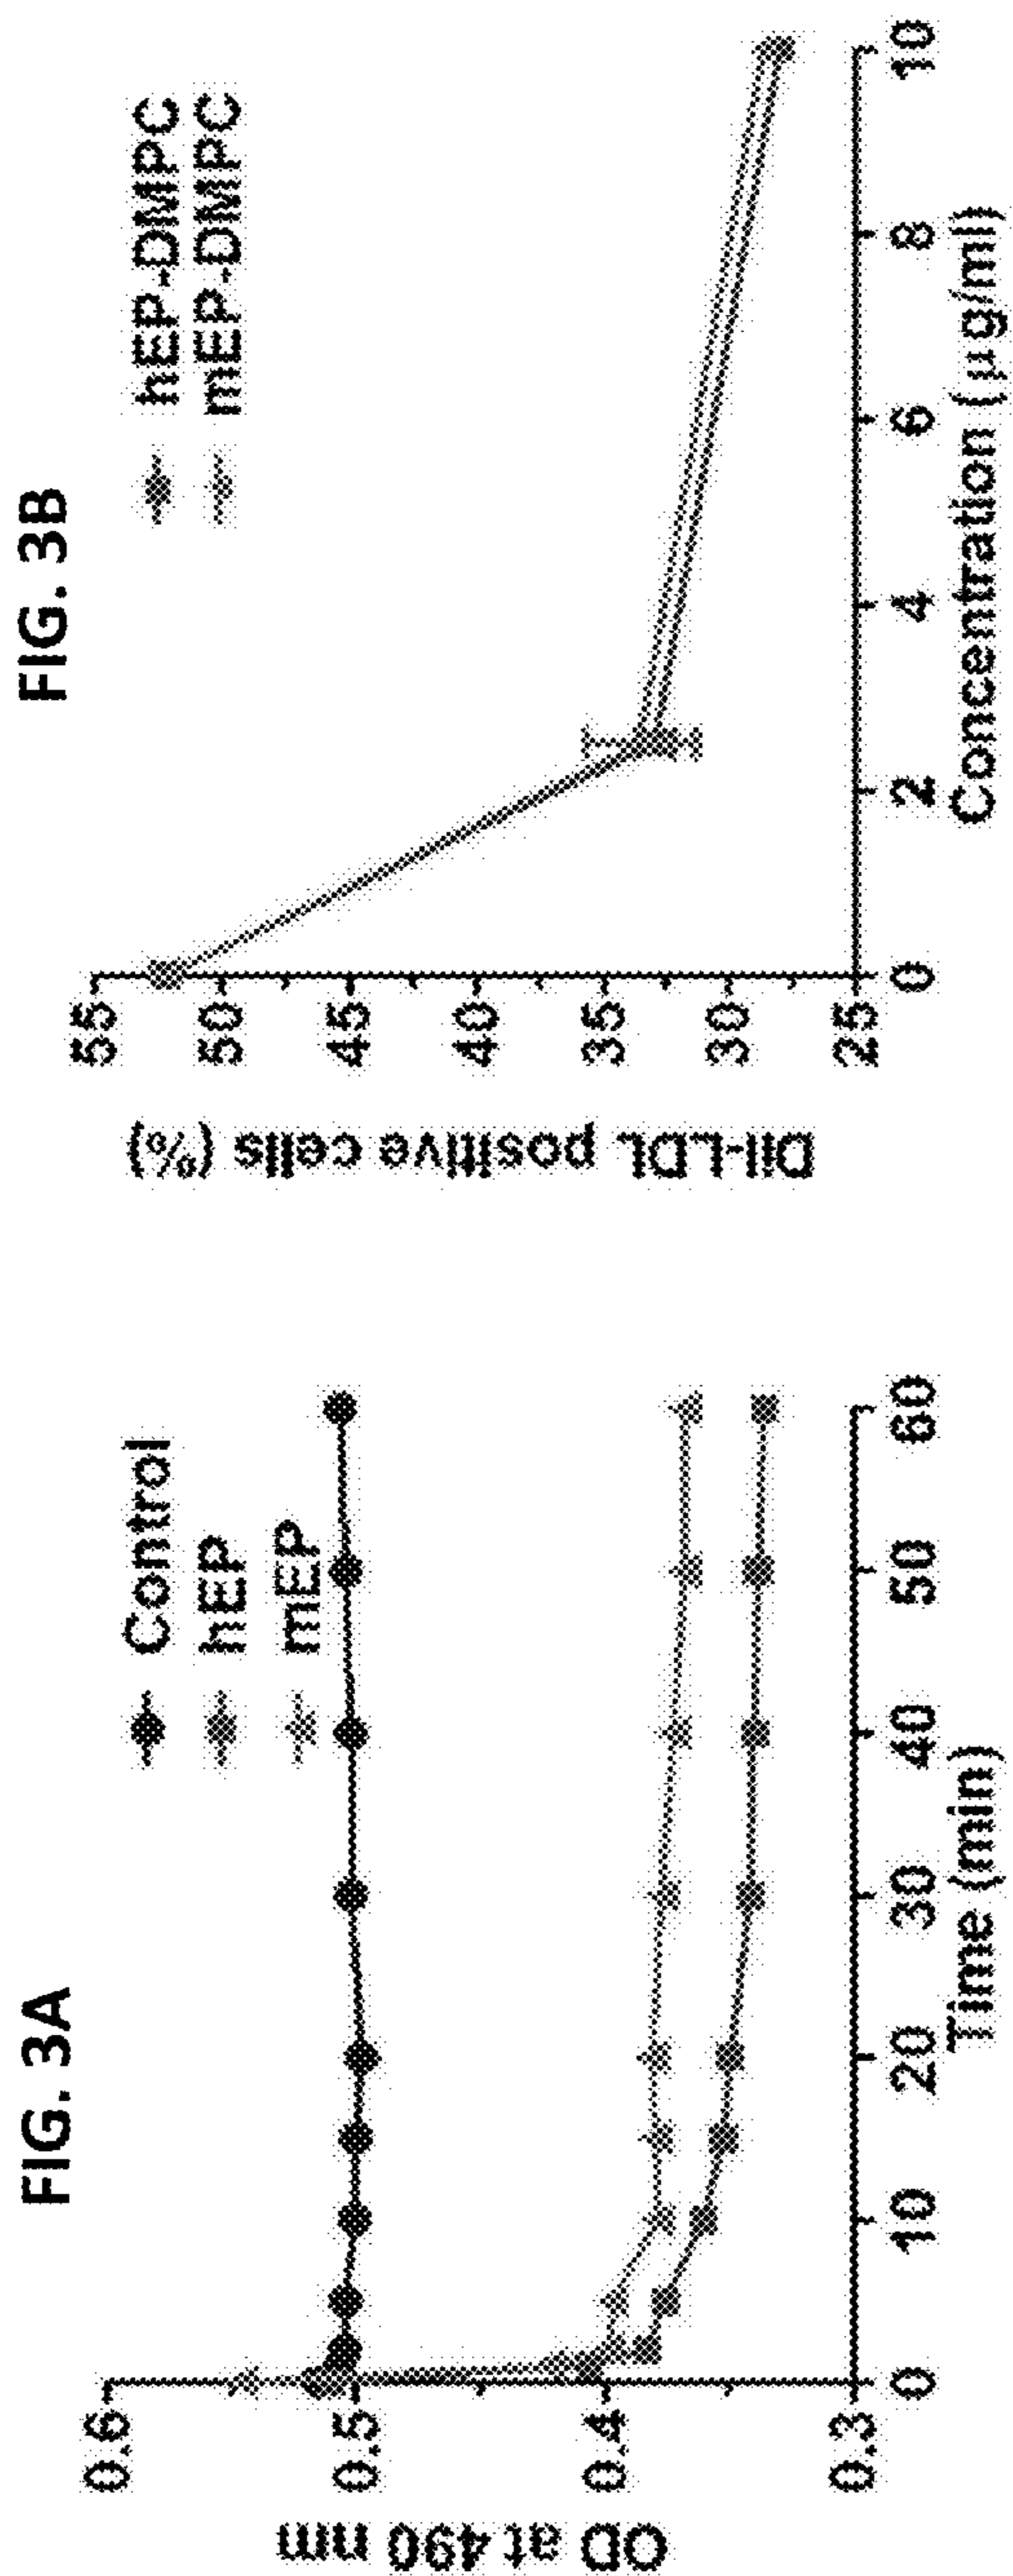 FIG. 3A
Control
hEP
mEP
OD at 490 nm
0.6
0.5
0.4
0.3
0 10 20 30 40 50 60
Time (min)
FIG. 3B
hEP-DMPC
mEP-DMPC
DiI-LDL positive cells (%)
55
50
45
40
35
30
25
0 2 4 6 8 10
Concentration (μg/ml)